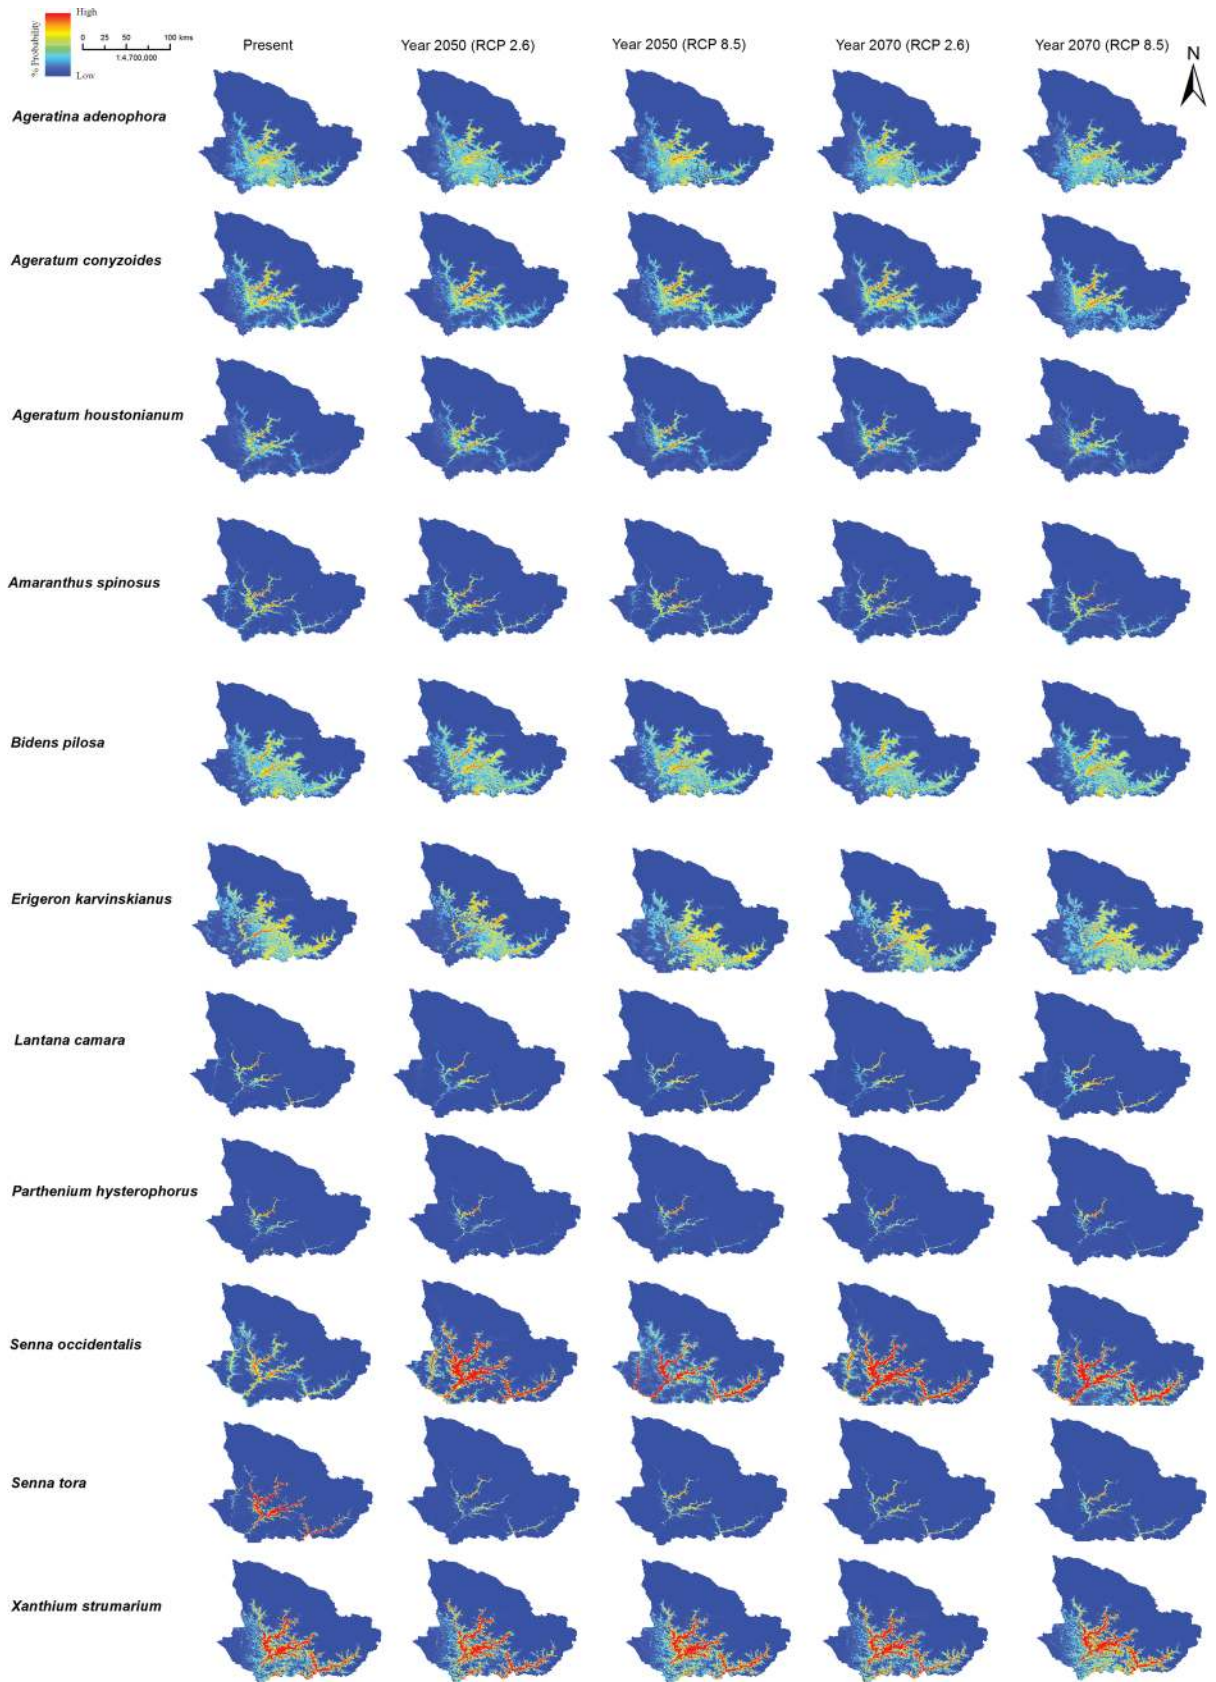 High
% Probability
Low
0 25 50 100 kms
1:4,700,000
Present
Year 2050 (RCP 2.6)
Year 2050 (RCP 8.5)
Year 2070 (RCP 2.6)
Year 2070 (RCP 8.5)
N
Ageratina adenophora
Ageratum conyzoides
Ageratum houstonianum
Amaranthus spinosus
Bidens pilosa
Erigeron karvinskianus
Lantana camara
Parthenium hysterophorus
Senna occidentalis
Senna tora
Xanthium strumarium